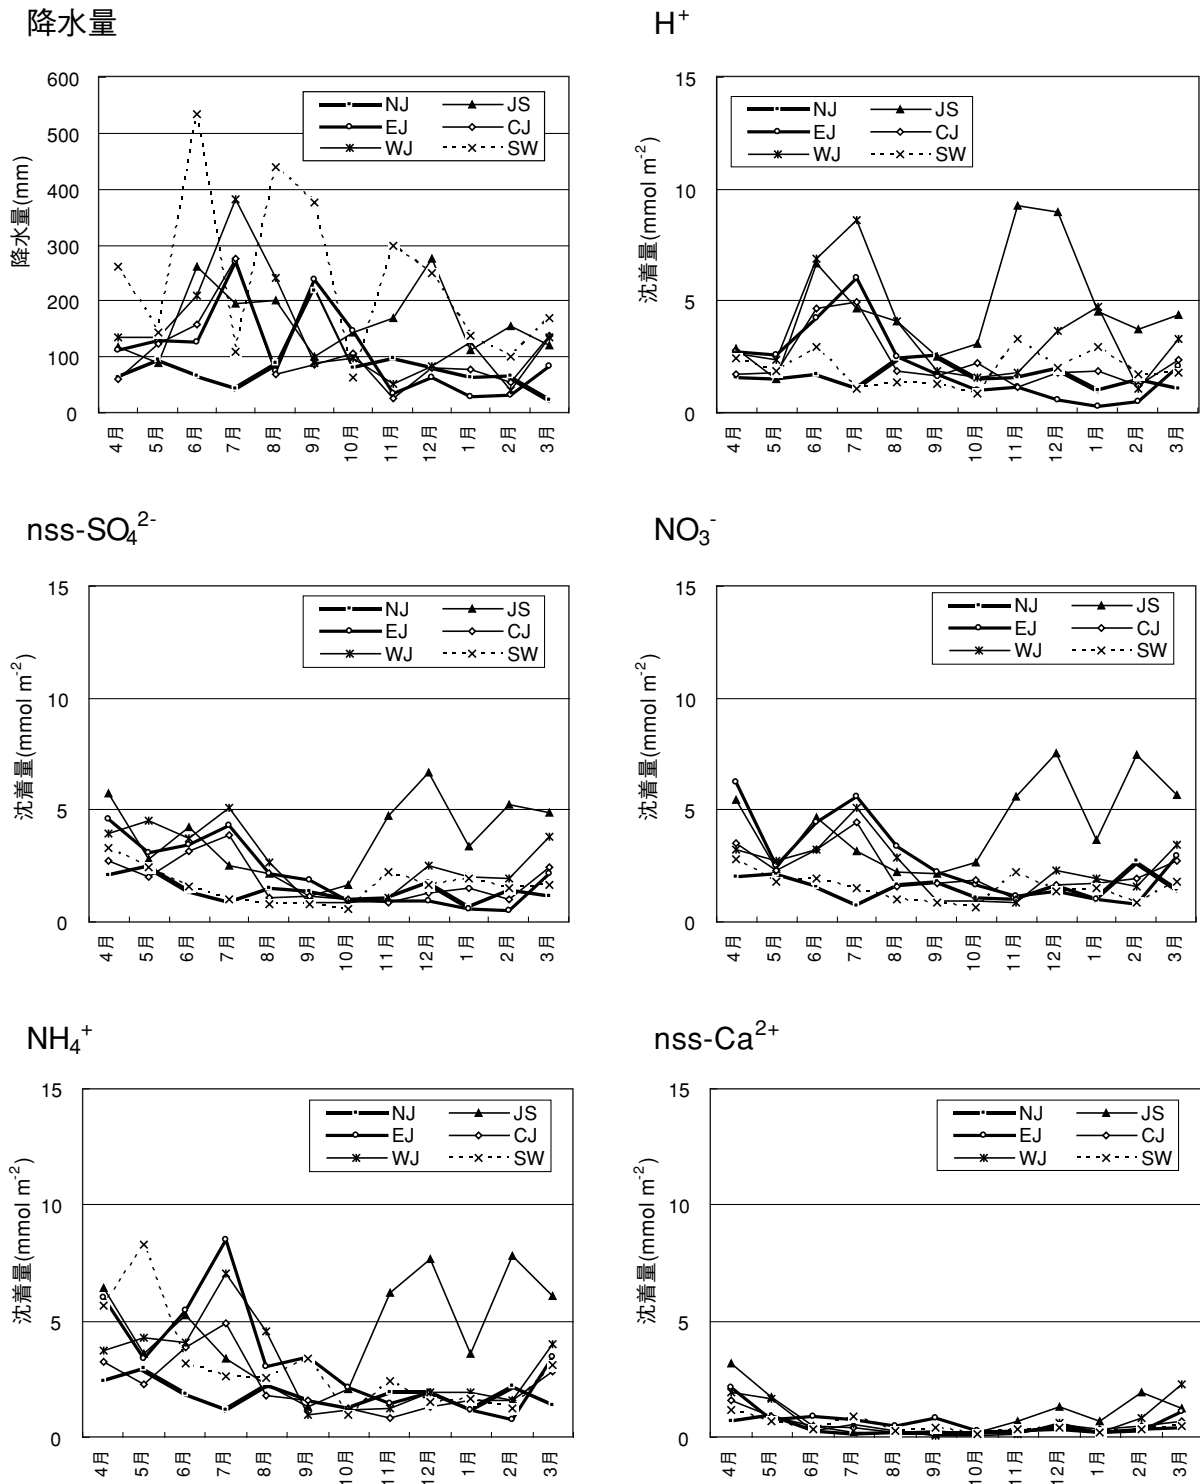 降水量
600
500
400
300
200
100
0
降水量(mm)
NJ JS
EJ CJ
WJ SW
4月 5月 6月 7月 8月 9月 10月 11月 12月 1月 2月 3月
H+
15
10
5
0
沈着量(mmol m-2)
NJ JS
EJ CJ
WJ SW
4月 5月 6月 7月 8月 9月 10月 11月 12月 1月 2月 3月
nss-SO42-
15
10
5
0
沈着量(mmol m-2)
NJ JS
EJ CJ
WJ SW
4月 5月 6月 7月 8月 9月 10月 11月 12月 1月 2月 3月
NO3-
15
10
5
0
沈着量(mmol m-2)
NJ JS
EJ CJ
WJ SW
4月 5月 6月 7月 8月 9月 10月 11月 12月 1月 2月 3月
NH4+
15
10
5
0
沈着量(mmol m-2)
NJ JS
EJ CJ
WJ SW
4月 5月 6月 7月 8月 9月 10月 11月 12月 1月 2月 3月
nss-Ca2+
15
10
5
0
沈着量(mmol m-2)
NJ JS
EJ CJ
WJ SW
4月 5月 6月 7月 8月 9月 10月 11月 12月 1月 2月 3月